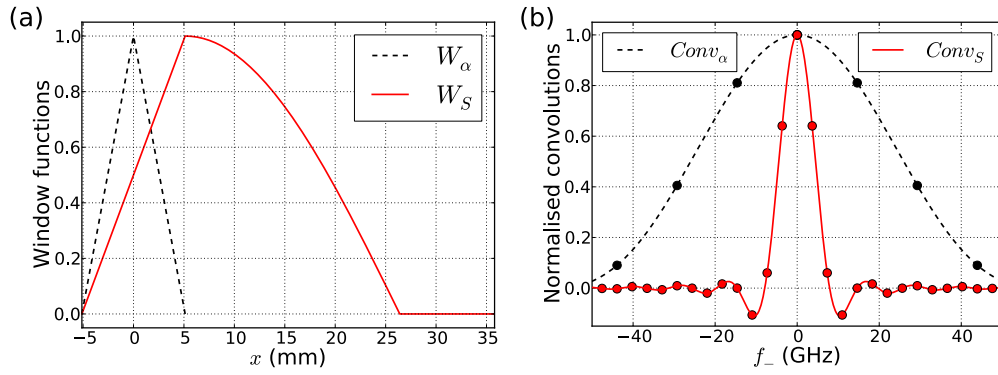 (a)
Window functions
1.0
0.8
0.6
0.4
0.2
0.0
W_α
W_S
−5 0 5 10 15 20 25 30 35
x (mm)
(b)
Normalised convolutions
1.0
0.8
0.6
0.4
0.2
0.0
Conv_α
Conv_S
−40 −20 0 20 40
f_− (GHz)